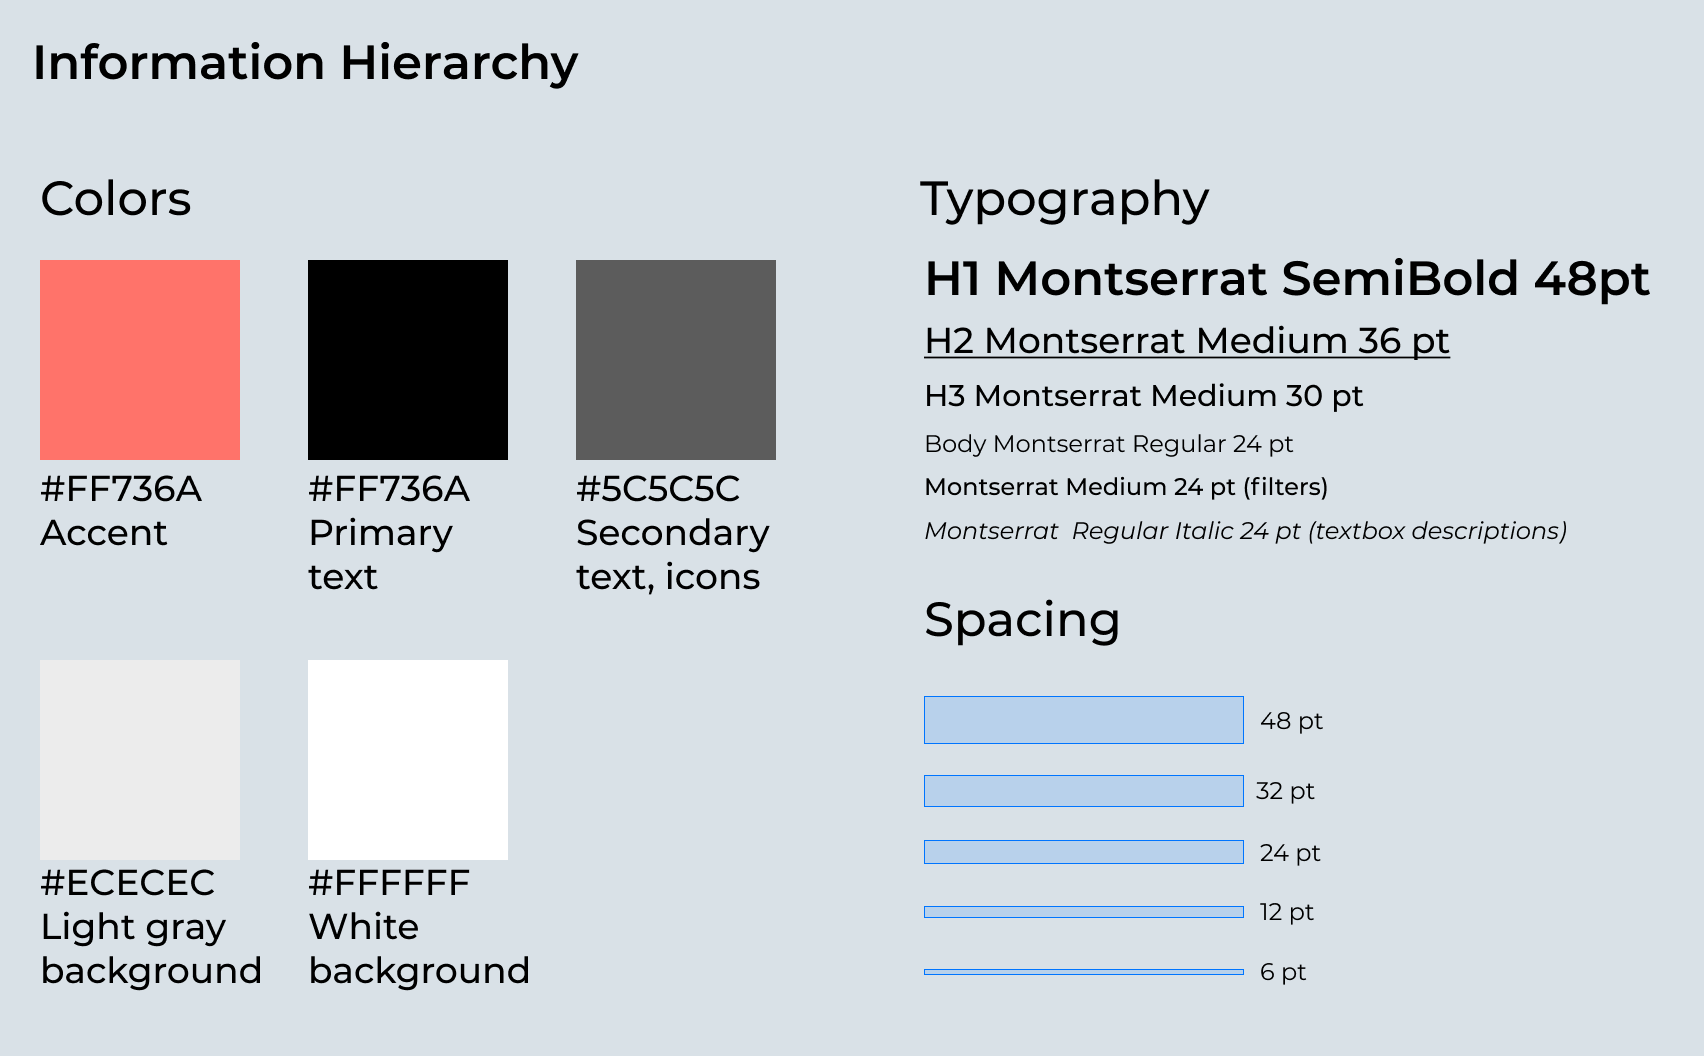 Information Hierarchy
Colors
#FF736A
Accent
#FF736A
Primary
text
#5C5C5C
Secondary
text, icons
#ECECEC
Light gray
background
#FFFFFF
White
background
Typography
H1 Montserrat SemiBold 48pt
H2 Montserrat Medium 36 pt
H3 Montserrat Medium 30 pt
Body Montserrat Regular 24 pt
Montserrat Medium 24 pt (filters)
Montserrat  Regular Italic 24 pt (textbox descriptions)
Spacing
48 pt
32 pt
24 pt
12 pt
6 pt